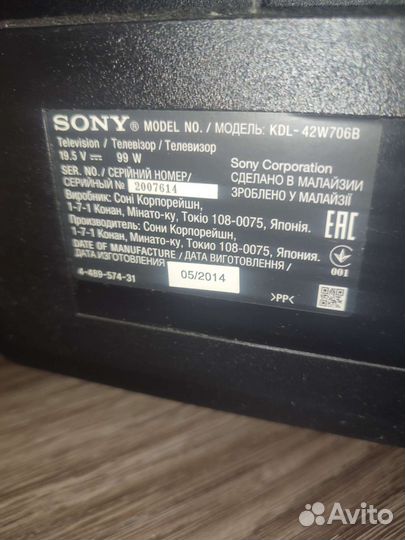 SONY® MODEL NO. / МОДЕЛЬ: KDL-42W706B
Television / Телевізор / Телевизор
19.5 V ⎓ 99 W
Sony Corporation
SER. NO. / СЕРІЙНИЙ НОМЕР/
СЕРИЙНЫЙ № 2007614
СДЕЛАНО В МАЛАЙЗИИ
ЗРОБЛЕНО У МАЛАЙЗІЇ
Виробник: Соні Корпорейшн,
1-7-1 Конан, Мінато-ку, Токіо 108-0075, Японія.
Производитель: Сони Корпорейшн,
1-7-1 Конан, Минато-ку, Токио 108-0075, Япония.
DATE OF MANUFACTURE / ДАТА ВИГОТОВЛЕННЯ /
ДАТА ИЗГОТОВЛЕНИЯ 05/2014
EAC
001
4-489-574-31
>PP<
Avito